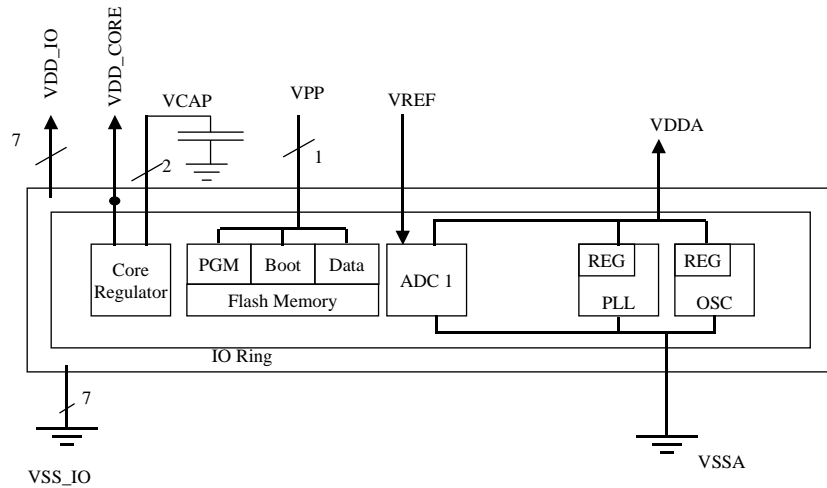 VDD_IO
VDD_CORE
VCAP
VPP
VREF
VDDA
7
2
1
Core
Regulator
PGM
Boot
Data
Flash Memory
ADC 1
REG
PLL
REG
OSC
IO Ring
7
VSS_IO
VSSA